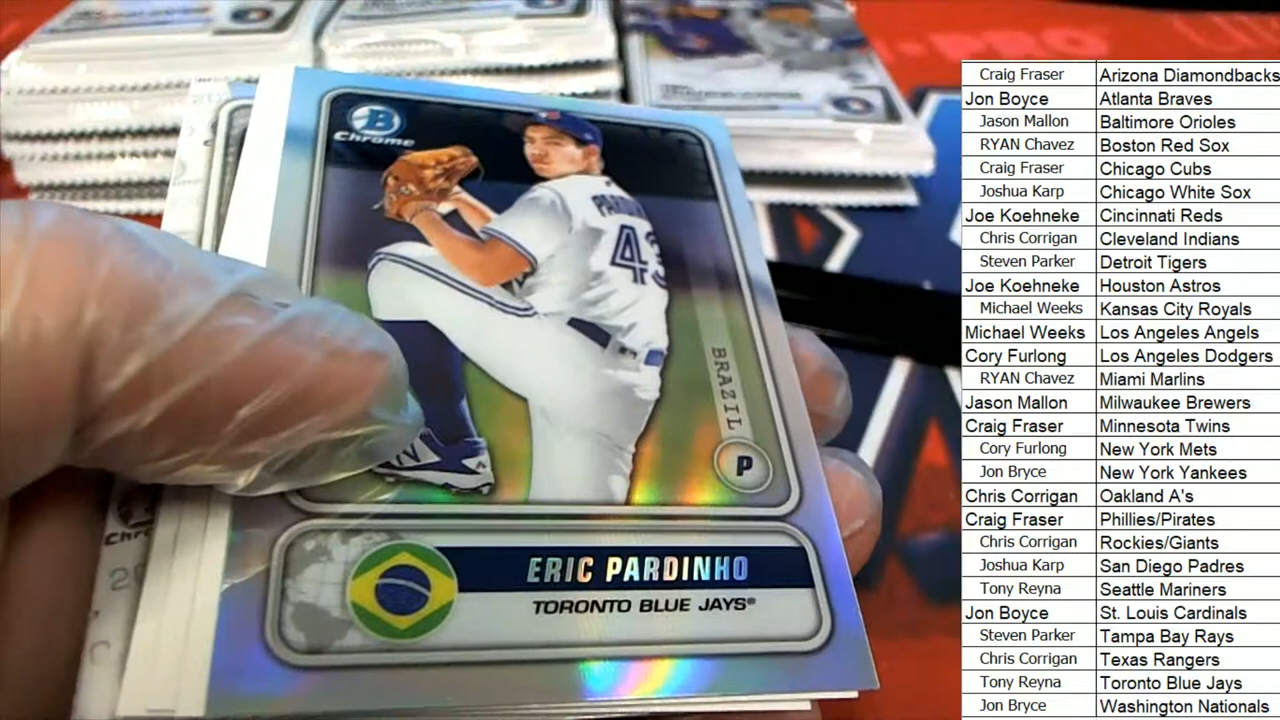 B
Chrome
PARDINHO
43
BRAZIL
P
ERIC PARDINHO
TORONTO BLUE JAYS®
Craig Fraser Arizona Diamondbacks
Jon Boyce Atlanta Braves
Jason Mallon Baltimore Orioles
RYAN Chavez Boston Red Sox
Craig Fraser Chicago Cubs
Joshua Karp Chicago White Sox
Joe Koehneke Cincinnati Reds
Chris Corrigan Cleveland Indians
Steven Parker Detroit Tigers
Joe Koehneke Houston Astros
Michael Weeks Kansas City Royals
Michael Weeks Los Angeles Angels
Cory Furlong Los Angeles Dodgers
RYAN Chavez Miami Marlins
Jason Mallon Milwaukee Brewers
Craig Fraser Minnesota Twins
Cory Furlong New York Mets
Jon Bryce New York Yankees
Chris Corrigan Oakland A's
Craig Fraser Phillies/Pirates
Chris Corrigan Rockies/Giants
Joshua Karp San Diego Padres
Tony Reyna Seattle Mariners
Jon Boyce St. Louis Cardinals
Steven Parker Tampa Bay Rays
Chris Corrigan Texas Rangers
Tony Reyna Toronto Blue Jays
Jon Bryce Washington Nationals